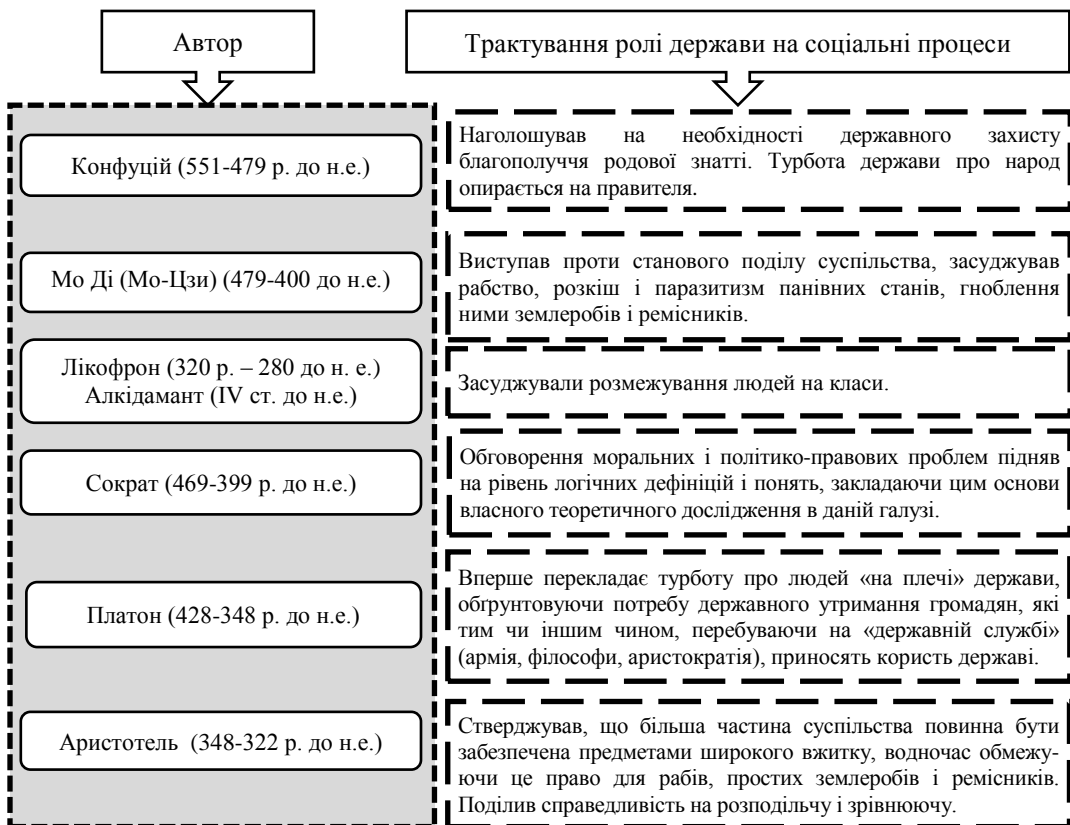 Автор
Трактування ролі держави на соціальні процеси
Конфуцій (551-479 р. до н.е.)
Наголошував на необхідності державного захисту
благополуччя родової знатті. Турбота держави про народ
опирається на правителя.
Мо Ді (Мо-Цзи) (479-400 до н.е.)
Виступав проти станового поділу суспільства, засуджував
рабство, розкіш і паразитизм панівних станів, гноблення
ними землеробів і ремісників.
Лікофрон (320 р. – 280 до н. е.)
Алкідамант (IV ст. до н.е.)
Засуджували розмежування людей на класи.
Сократ (469-399 р. до н.е.)
Обговорення моральних і політико-правових проблем підняв
на рівень логічних дефініцій і понять, закладаючи цим основи
власного теоретичного дослідження в даній галузі.
Платон (428-348 р. до н.е.)
Вперше перекладає турботу про людей «на плечі» держави,
обґрунтовуючи потребу державного утримання громадян, які
тим чи іншим чином, перебуваючи на «державній службі»
(армія, філософи, аристократія), приносять користь державі.
Аристотель (348-322 р. до н.е.)
Стверджував, що більша частина суспільства повинна бути
забезпечена предметами широкого вжитку, водночас обмежу-
ючи це право для рабів, простих землеробів і ремісників.
Поділив справедливість на розподільчу і зрівнюючу.